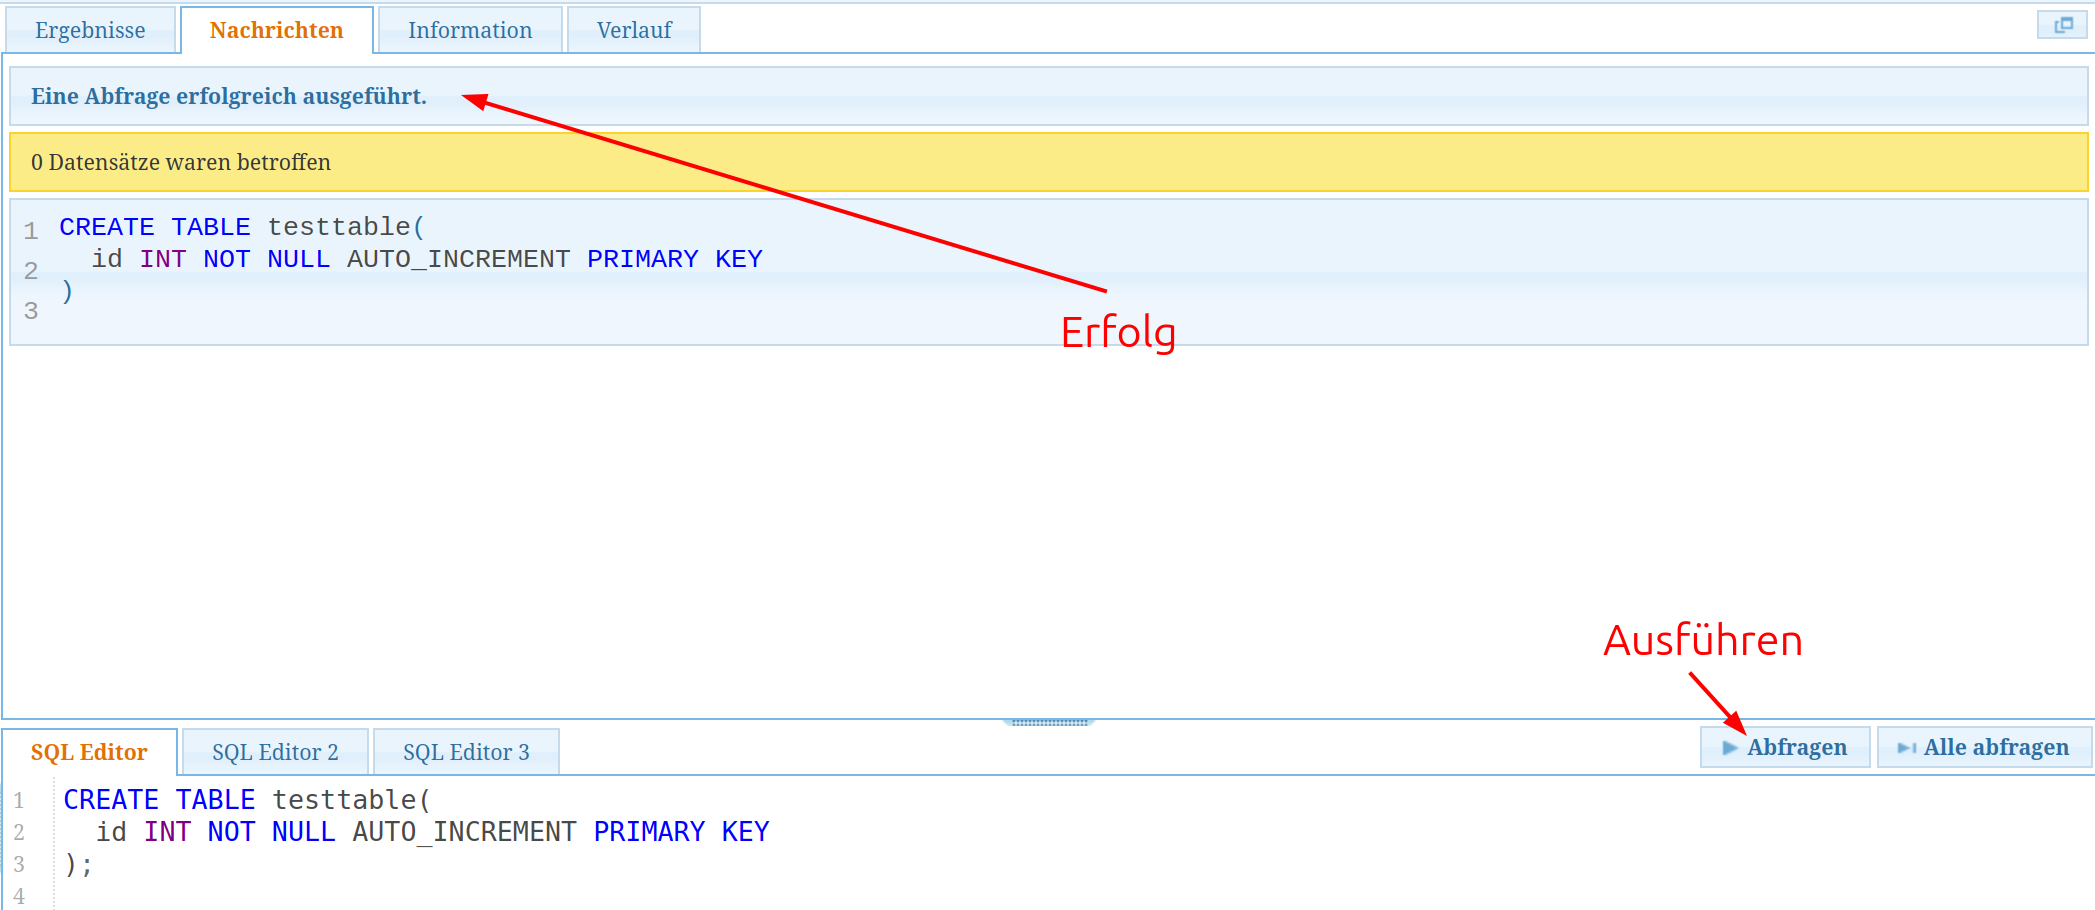 Ergebnisse Nachrichten Information Verlauf
Eine Abfrage erfolgreich ausgeführt.
0 Datensätze waren betroffen
1 CREATE TABLE testtable(
2 id INT NOT NULL AUTO_INCREMENT PRIMARY KEY
3 )
Erfolg
Ausführen
SQL Editor SQL Editor 2 SQL Editor 3 Abfragen Alle abfragen
1 CREATE TABLE testtable(
2 id INT NOT NULL AUTO_INCREMENT PRIMARY KEY
3 );
4